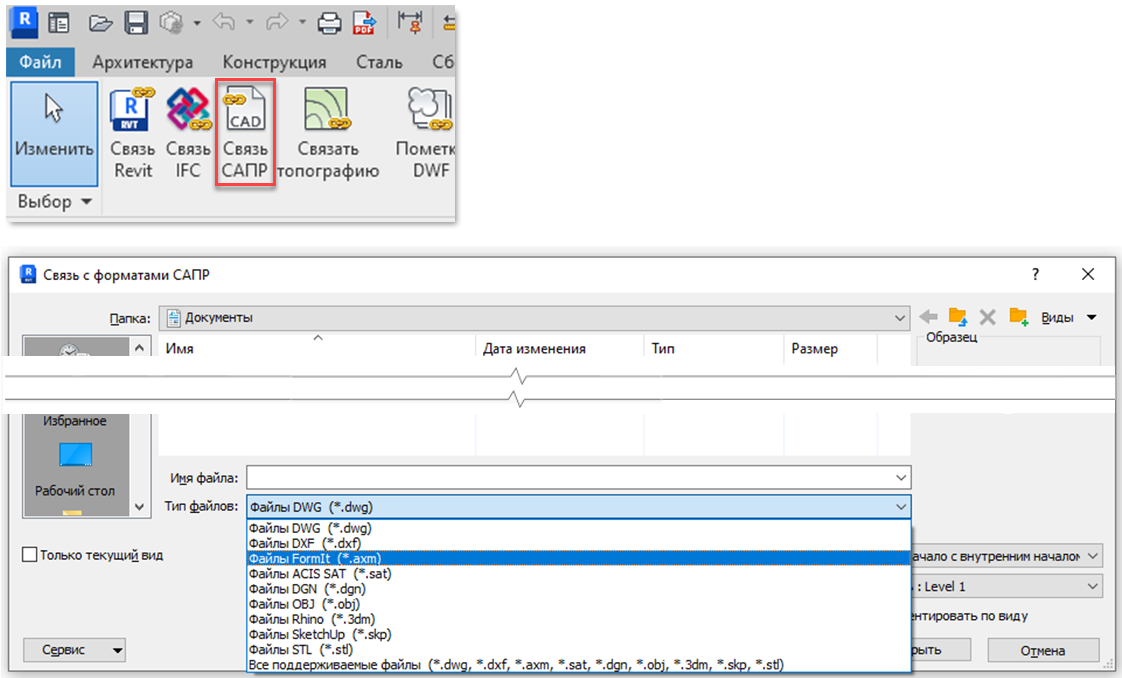 R
PDF
Файл Архитектура Конструкция Сталь Сб
R
RVT
CAD
Изменить Связь Связь Связь Связать Пометк
Revit IFC САПР топографию DWF
Выбор
R
RVT
Связь с форматами САПР ?
Папка: Документы Виды
Имя Дата изменения Тип Размер Образец
Избранное
Рабочий стол
Имя файла:
Тип файлов: Файлы DWG (*.dwg)
Файлы DWG (*.dwg)
Файлы DXF (*.dxf)
Файлы FormIt (*.axm)
Файлы ACIS SAT (*.sat)
Файлы DGN (*.dgn)
Файлы OBJ (*.obj)
Файлы Rhino (*.3dm)
Файлы SketchUp (*.skp)
Файлы STL (*.stl)
Все поддерживаемые файлы (*.dwg, *.dxf, *.axm, *.sat, *.dgn, *.obj, *.3dm, *.skp, *.stl)
Только текущий вид
ачало с внутренним началом
: Level 1
ентировать по виду
Сервис рыть Отмена